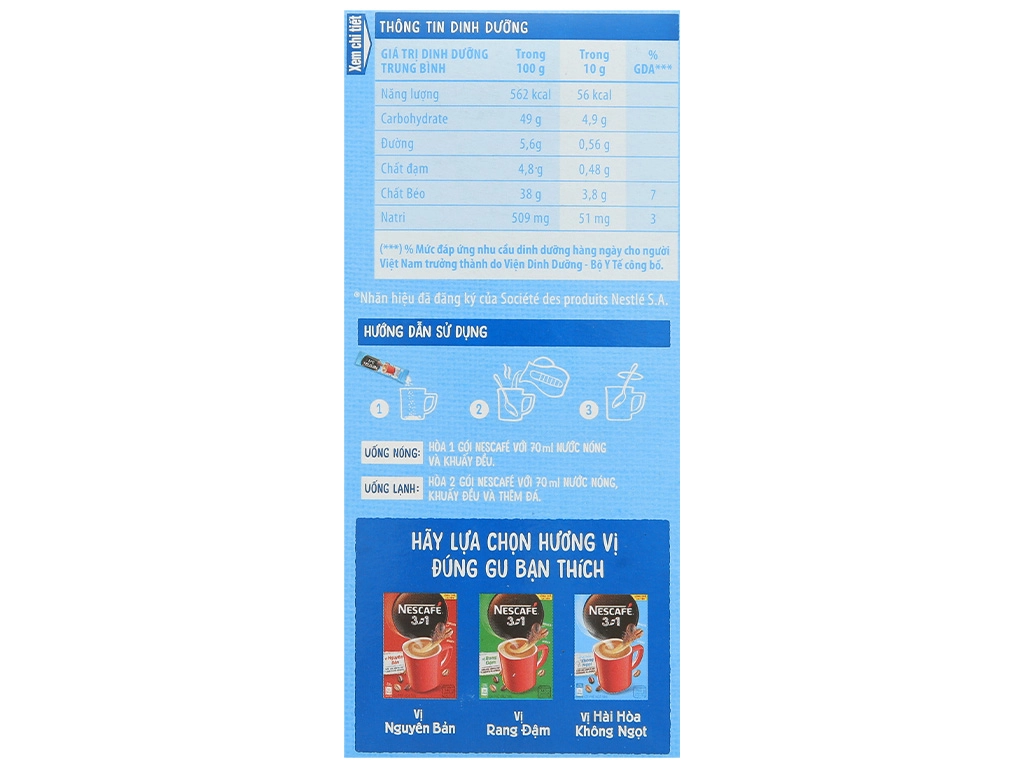 Xem chi tiết
THÔNG TIN DINH DƯỠNG
GIÁ TRỊ DINH DƯỠNG TRUNG BÌNH Trong 100 g Trong 10 g % GDA***
Năng lượng 562 kcal 56 kcal
Carbohydrate 49 g 4,9 g
Đường 5,6g 0,56 g
Chất đạm 4,8 g 0,48 g
Chất Béo 38 g 3,8 g 7
Natri 509 mg 51 mg 3
(***) % Mức đáp ứng nhu cầu dinh dưỡng hàng ngày cho người
Việt Nam trưởng thành do Viện Dinh Dưỡng - Bộ Y Tế công bố.
*Nhãn hiệu đã đăng ký của Société des produits Nestlé S.A.
HƯỚNG DẪN SỬ DỤNG
1 2 3
UỐNG NÓNG: HÒA 1 GÓI NESCAFÉ VỚI 70ml NƯỚC NÓNG
VÀ KHUẤY ĐỀU.
UỐNG LẠNH: HÒA 2 GÓI NESCAFÉ VỚI 70ml NƯỚC NÓNG,
KHUẤY ĐỀU VÀ THÊM ĐÁ.
HÃY LỰA CHỌN HƯƠNG VỊ
ĐÚNG GU BẠN THÍCH
NESCAFÉ NESCAFÉ NESCAFÉ
3in1 3in1 3in1
vị Nguyên Bản
vị Rang Đậm
vị Hài Hòa Không Ngọt